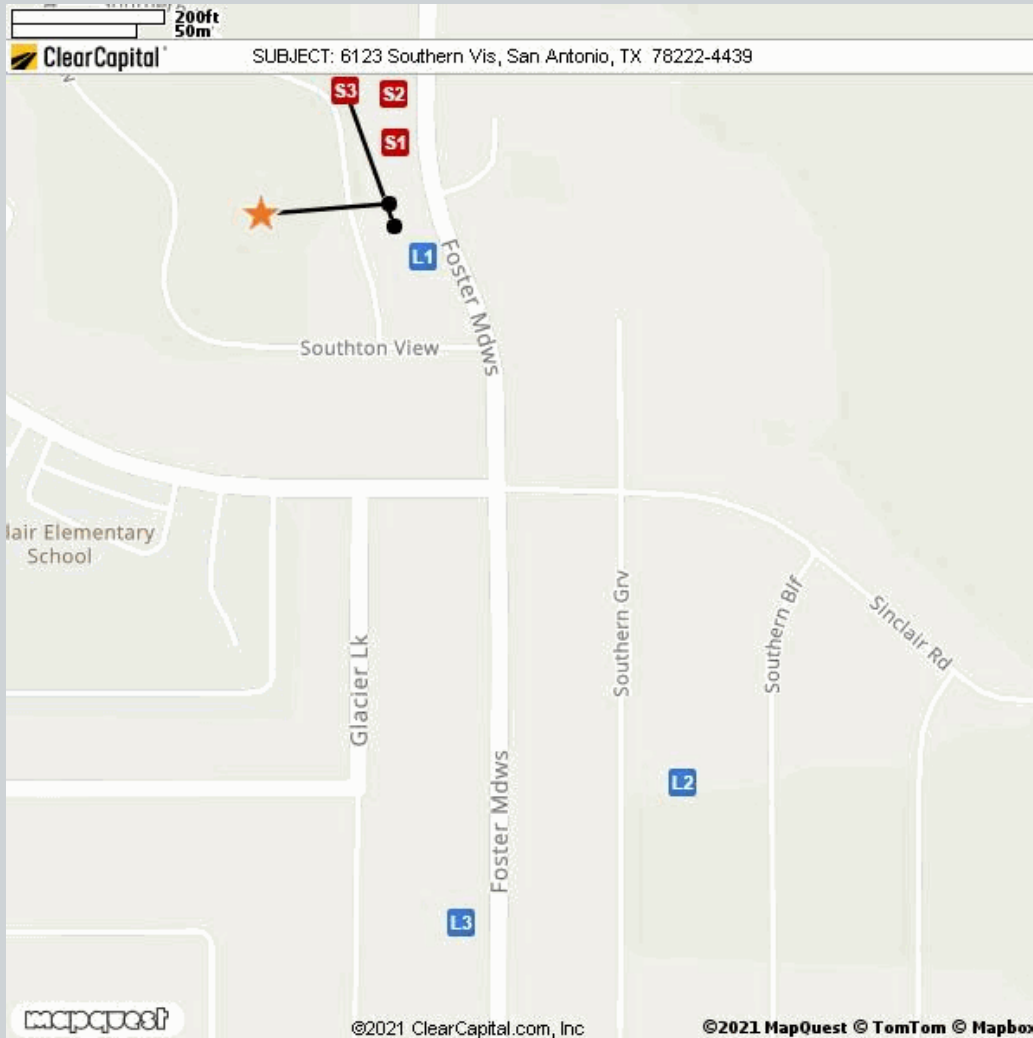 200ft
50m
ClearCapital
SUBJECT: 6123 Southern Vis, San Antonio, TX 78222-4439
S3
S2
S1
L1
Foster Mdws
Southton View
lair Elementary
School
Glacier Lk
Southern Grv
Southern Blf
Sinclair Rd
Foster Mdws
L2
L3
mapquest
©2021 ClearCapital.com, Inc
©2021 MapQuest © TomTom © Mapbox